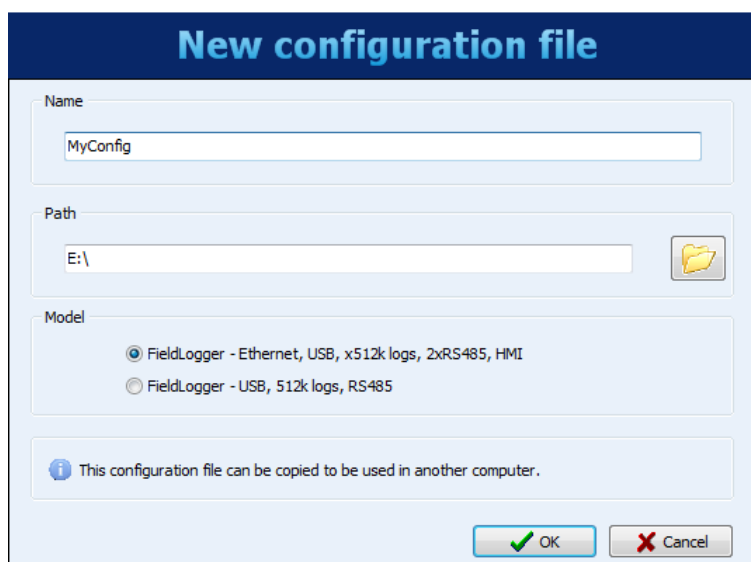 New configuration file
Name
MyConfig
Path
E:\
Model
FieldLogger - Ethernet, USB, x512k logs, 2xRS485, HMI
FieldLogger - USB, 512k logs, RS485
This configuration file can be copied to be used in another computer.
OK
Cancel